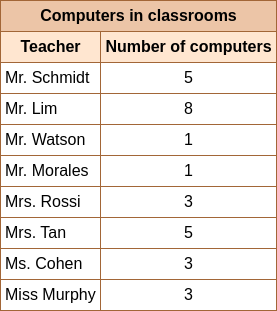 Computers in classrooms
Teacher Number of computers
Mr. Schmidt 5
Mr. Lim 8
Mr. Watson 1
Mr. Morales 1
Mrs. Rossi 3
Mrs. Tan 5
Ms. Cohen 3
Miss Murphy 3